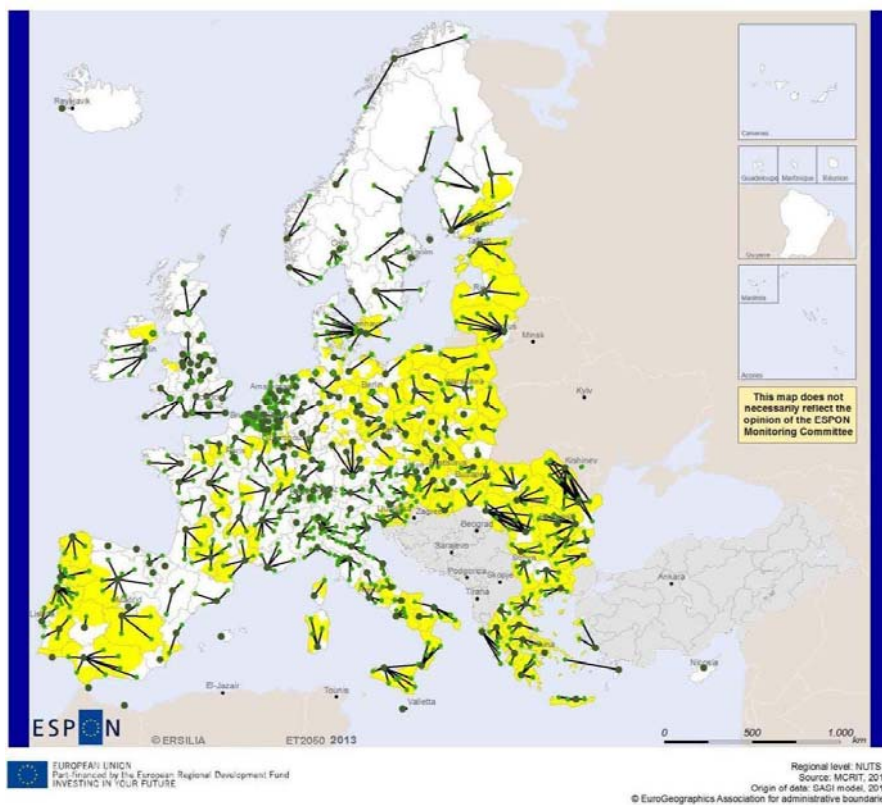 Reykjavik
Canarias
Guadeloupe Martinique Réunion
Guyane
Madeira
Acores
Oslo
Tallinn
Minsk
Berlin
Kyiv
This map does not
necessarily reflect the
opinion of the ESPON
Monitoring Committee
Kishinev
Zagreb
Beograd
Sarajevo
Podgorica
Skopje
Tirana
Ankara
Madrid
Nicosia
El-Jazair
Tounis
Valletta
ESPON
© ERSILIA
ET2050 2013
0 500 1.000
Km
EUROPEAN UNION
Part-financed by the European Regional Development Fund
INVESTING IN YOUR FUTURE
Regional level: NUTS
Source: MCRIT, 201
Origin of data: SASI model, 201
© EuroGeographics Association for administrative boundarie